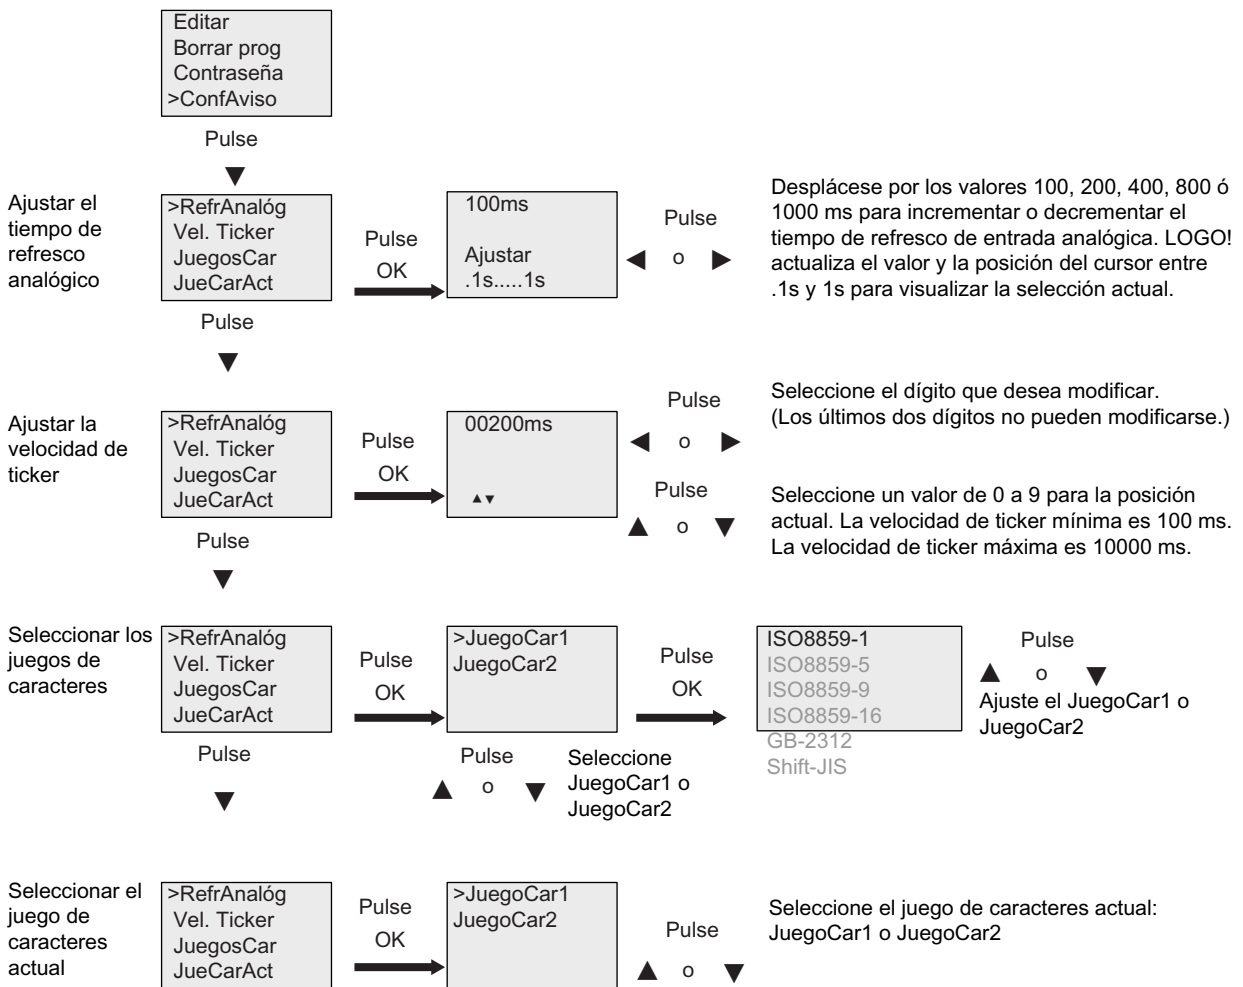 Editar
Borrar prog
Contraseña
>ConfAviso
Pulse
▼
Ajustar el
tiempo de
refresco
analógico
>RefrAnalóg
Vel. Ticker
JuegosCar
JueCarAct
Pulse
OK
100ms
Ajustar
.1s.....1s
Pulse
◀ o ▶
Desplácese por los valores 100, 200, 400, 800 ó
1000 ms para incrementar o decrementar el
tiempo de refresco de entrada analógica. LOGO!
actualiza el valor y la posición del cursor entre
.1s y 1s para visualizar la selección actual.
Pulse
▼
Ajustar la
velocidad de
ticker
>RefrAnalóg
Vel. Ticker
JuegosCar
JueCarAct
Pulse
OK
00200ms
▲▼
Pulse
◀ o ▶
Seleccione el dígito que desea modificar.
(Los últimos dos dígitos no pueden modificarse.)
Pulse
▲ o ▼
Seleccione un valor de 0 a 9 para la posición
actual. La velocidad de ticker mínima es 100 ms.
La velocidad de ticker máxima es 10000 ms.
Pulse
▼
Seleccionar los
juegos de
caracteres
>RefrAnalóg
Vel. Ticker
JuegosCar
JueCarAct
Pulse
OK
>JuegoCar1
JuegoCar2
Pulse
▲ o ▼
Seleccione
JuegoCar1 o
JuegoCar2
Pulse
OK
ISO8859-1
ISO8859-5
ISO8859-9
ISO8859-16
GB-2312
Shift-JIS
Pulse
▲ o ▼
Ajuste el JuegoCar1 o
JuegoCar2
Pulse
▼
Seleccionar el
juego de
caracteres
actual
>RefrAnalóg
Vel. Ticker
JuegosCar
JueCarAct
Pulse
OK
>JuegoCar1
JuegoCar2
Pulse
▲ o ▼
Seleccione el juego de caracteres actual:
JuegoCar1 o JuegoCar2